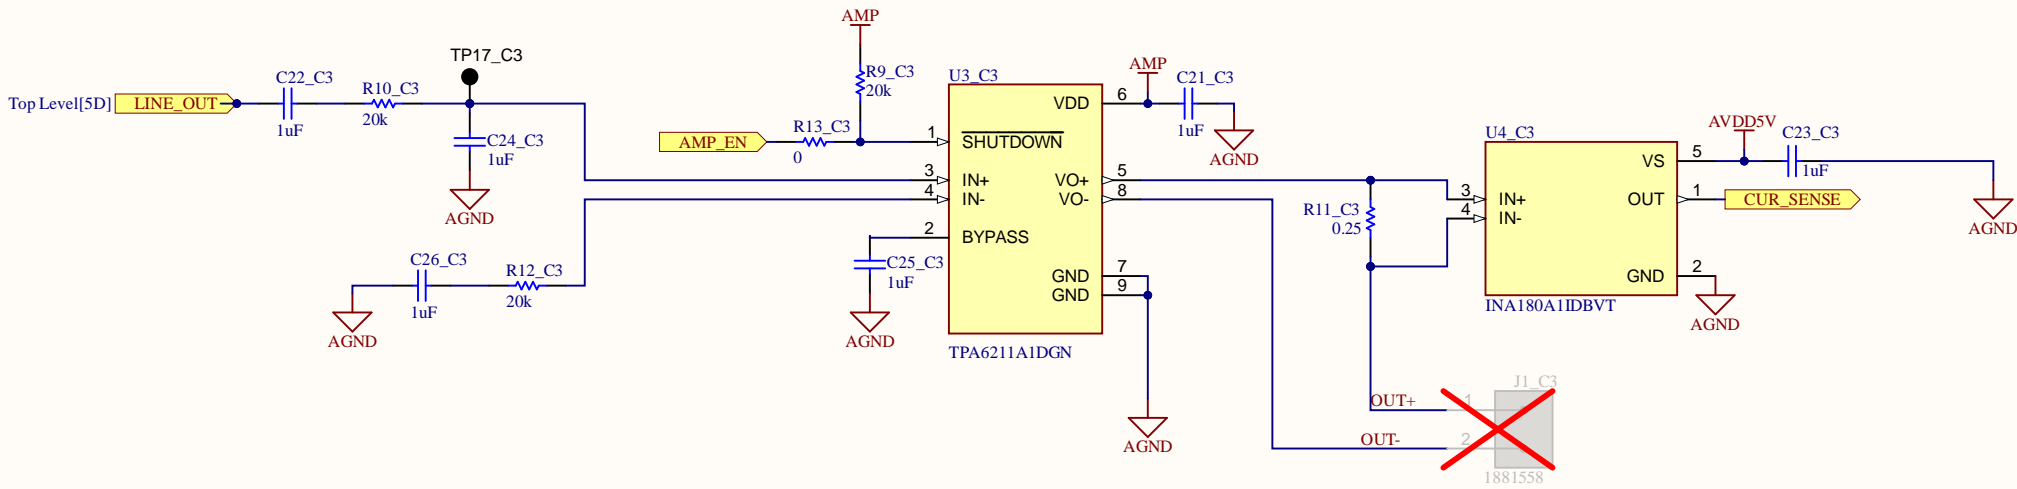 AMP
TP17_C3
C22_C3
R10_C3
R9_C3
20k
U3_C3
AMP
C21_C3
Top Level[5D]
LINE_OUT
1uF
20k
C24_C3
1uF
AGND
AMP_EN
R13_C3
0
1
SHUTDOWN
3
IN+
4
IN-
2
BYPASS
VDD
6
VO+
5
VO-
8
GND
7
GND
9
TPA6211A1DGN
1uF
AGND
U4_C3
AVDD5V
C23_C3
1uF
VS
5
OUT
1
CUR_SENSE
3
IN+
4
IN-
GND
2
INA180A1IDBVT
AGND
AGND
R11_C3
0.25
C26_C3
1uF
R12_C3
20k
AGND
C25_C3
1uF
AGND
AGND
J1_C3
OUT+
1
OUT-
2
1881558